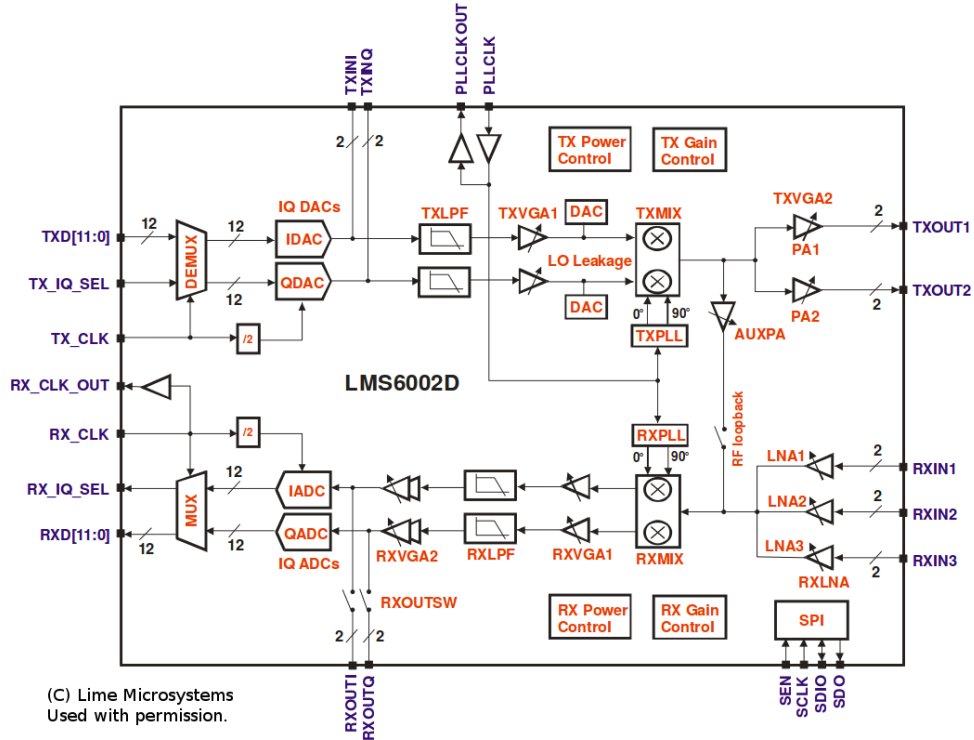 TXINI
TXINQ
PLLCLKOUT
PLLCLK
2
2
TX Power
Control
TX Gain
Control
IQ DACs
TXLPF
TXVGA1
DAC
TXMIX
TXVGA2
TXD[11:0]
12
DEMUX
12
IDAC
2
TXOUT1
PA1
LO Leakage
TX_IQ_SEL
12
QDAC
DAC
PA2
2
TXOUT2
0°
90°
TX_CLK
/2
TXPLL
AUXPA
RX_CLK_OUT
LMS6002D
RF loopback
RX_CLK
/2
RXPLL
0°
90°
LNA1
2
RXIN1
RX_IQ_SEL
MUX
12
IADC
LNA2
2
RXIN2
RXD[11:0]
12
12
QADC
IQ ADCs
RXVGA2
RXLPF
RXVGA1
RXMIX
LNA3
RXLNA
2
RXIN3
RXOUTSW
2
2
RX Power
Control
RX Gain
Control
SPI
RXOUTI
RXOUTQ
SEN
SCLK
SDIO
SDO
(C) Lime Microsystems
Used with permission.